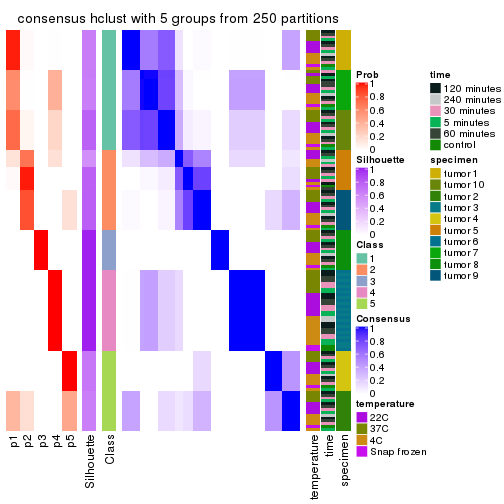 consensus hclust with 5 groups from 250 partitions
Prob
1
0.8
0.6
0.4
0.2
0
Silhouette
1
0.8
0.6
0.4
0.2
0
Class
1
2
3
4
5
Consensus
1
0.8
0.6
0.4
0.2
0
temperature
22C
37C
4C
Snap frozen
time
120 minutes
240 minutes
30 minutes
5 minutes
60 minutes
control
specimen
tumor 1
tumor 10
tumor 2
tumor 3
tumor 4
tumor 5
tumor 6
tumor 7
tumor 8
tumor 9
p1
p2
p3
p4
p5
Silhouette
Class
temperature
time
specimen